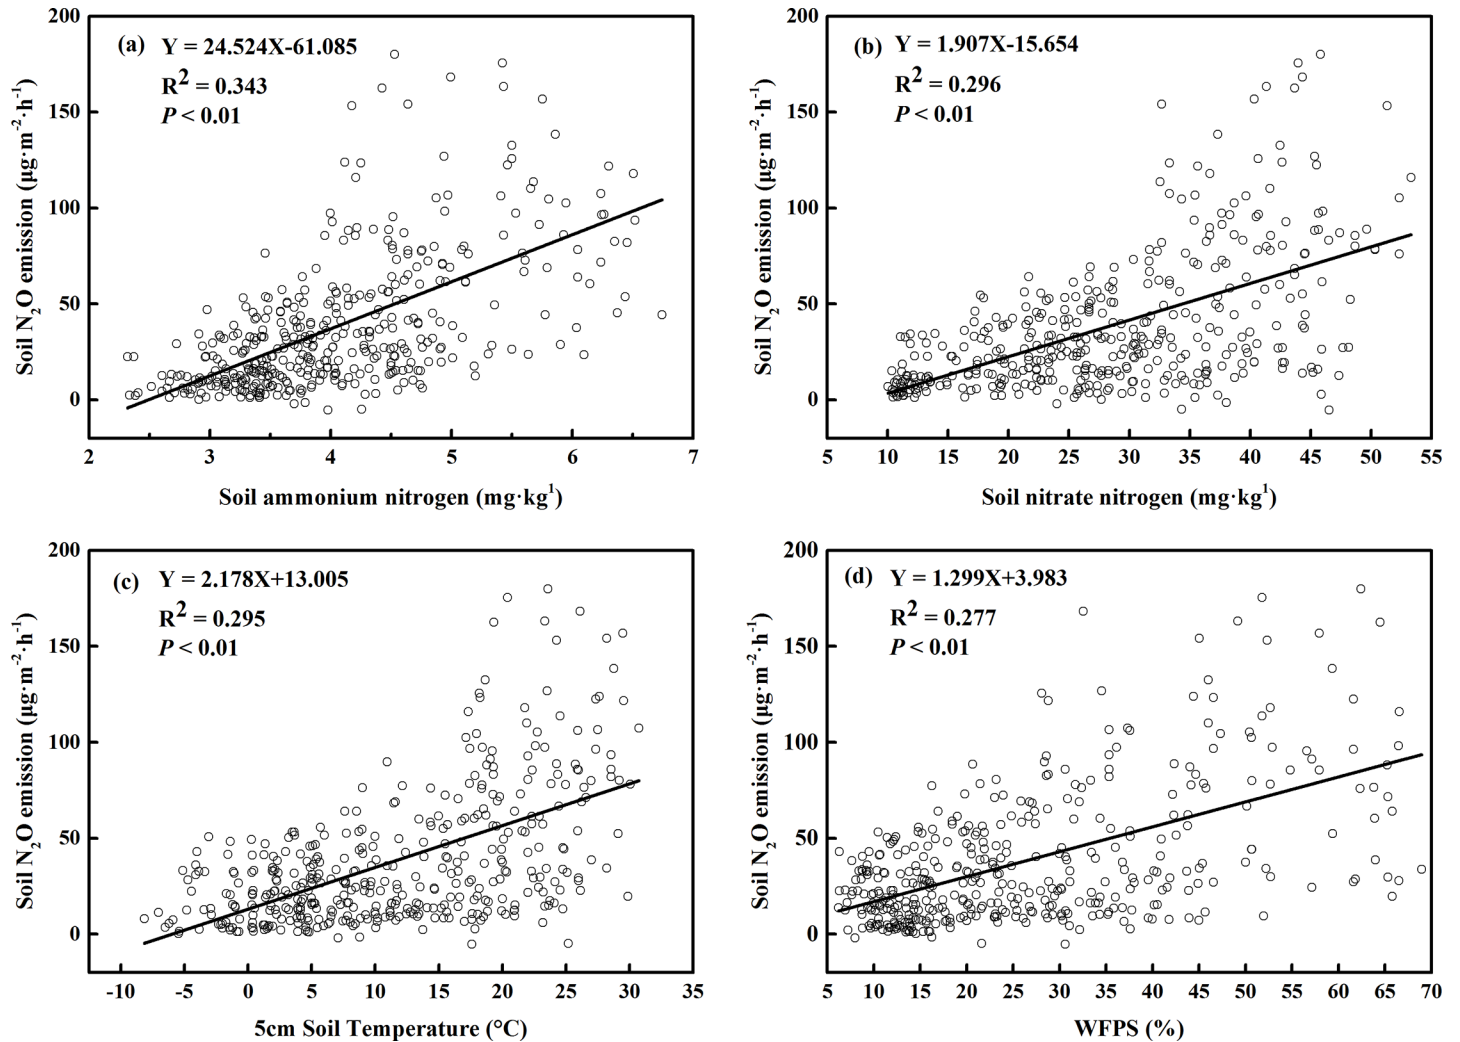 (a) Y = 24.524X-61.085
R² = 0.343
P < 0.01
200
150
100
50
0
Soil N₂O emission (μg·m⁻²·h⁻¹)
2 3 4 5 6 7
Soil ammonium nitrogen (mg·kg¹)
(b) Y = 1.907X-15.654
R² = 0.296
P < 0.01
200
150
100
50
0
Soil N₂O emission (μg·m⁻²·h⁻¹)
5 10 15 20 25 30 35 40 45 50 55
Soil nitrate nitrogen (mg·kg¹)
(c) Y = 2.178X+13.005
R² = 0.295
P < 0.01
200
150
100
50
0
Soil N₂O emission (μg·m⁻²·h⁻¹)
-10 -5 0 5 10 15 20 25 30 35
5cm Soil Temperature (°C)
(d) Y = 1.299X+3.983
R² = 0.277
P < 0.01
200
150
100
50
0
Soil N₂O emission (μg·m⁻²·h⁻¹)
5 10 15 20 25 30 35 40 45 50 55 60 65 70
WFPS (%)